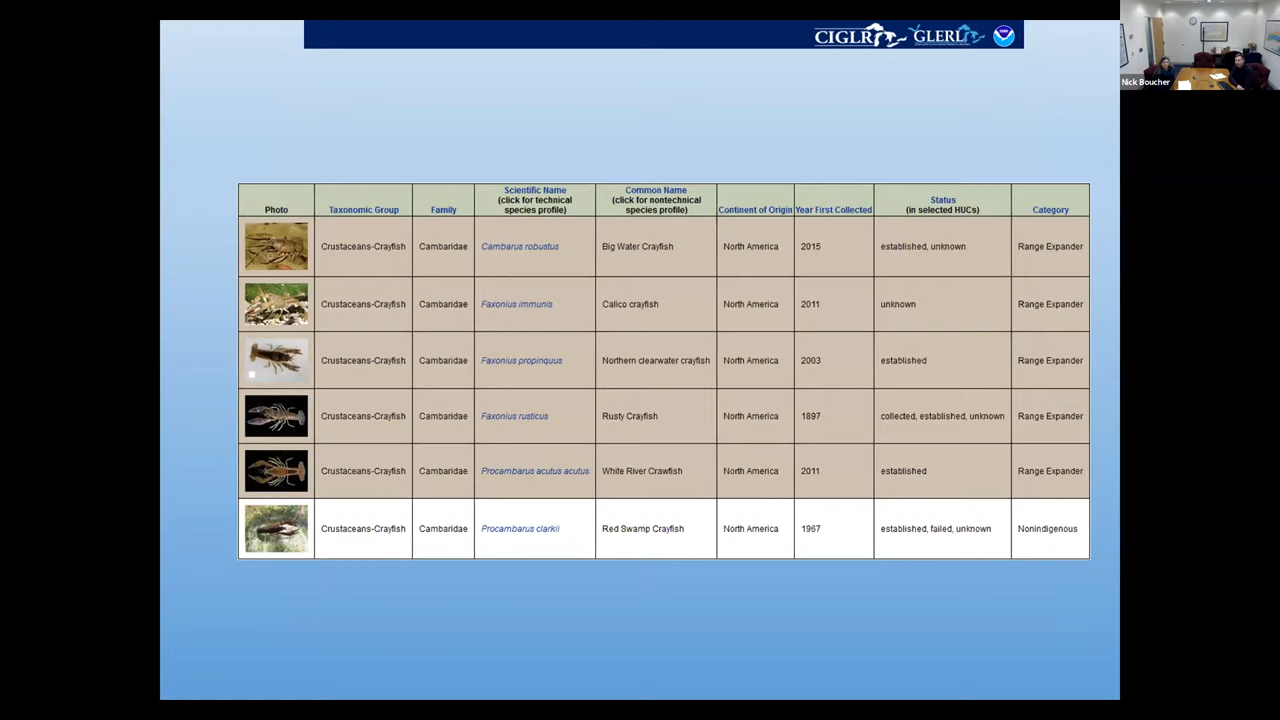 CIGLR GLERL
Nick Boucher
Photo Taxonomic Group Family Scientific Name (click for technical species profile) Common Name (click for nontechnical species profile) Continent of Origin Year First Collected Status (in selected HUCs) Category
Crustaceans-Crayfish Cambaridae Cambarus robustus Big Water Crayfish North America 2015 established, unknown Range Expander
Crustaceans-Crayfish Cambaridae Faxonius immunis Calico crayfish North America 2011 unknown Range Expander
Crustaceans-Crayfish Cambaridae Faxonius propinquus Northern clearwater crayfish North America 2003 established Range Expander
Crustaceans-Crayfish Cambaridae Faxonius rusticus Rusty Crayfish North America 1897 collected, established, unknown Range Expander
Crustaceans-Crayfish Cambaridae Procambarus acutus acutus White River Crawfish North America 2011 established Range Expander
Crustaceans-Crayfish Cambaridae Procambarus clarkii Red Swamp Crayfish North America 1967 established, failed, unknown Nonindigenous